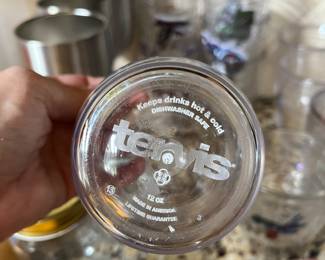 Keeps drinks hot & cold
DISHWASHER SAFE
tervis
12 OZ
MADE IN AMERICA
LIFETIME GUARANTEE